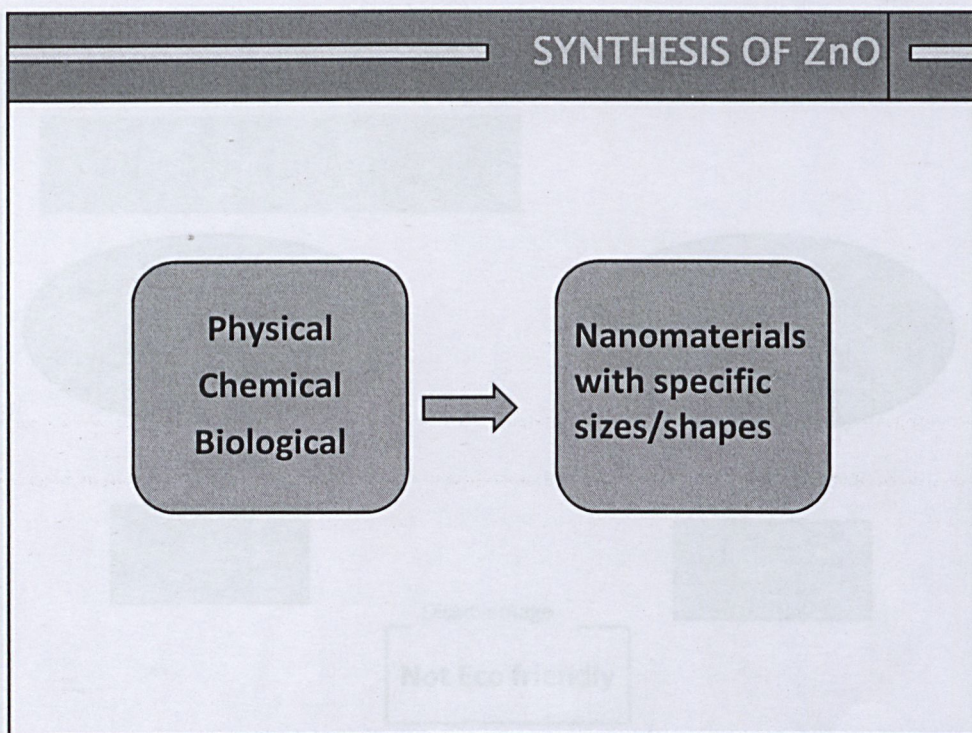 SYNTHESIS OF ZnO
Physical
Chemical
Biological
Nanomaterials
with specific
sizes/shapes
Not Eco friendly